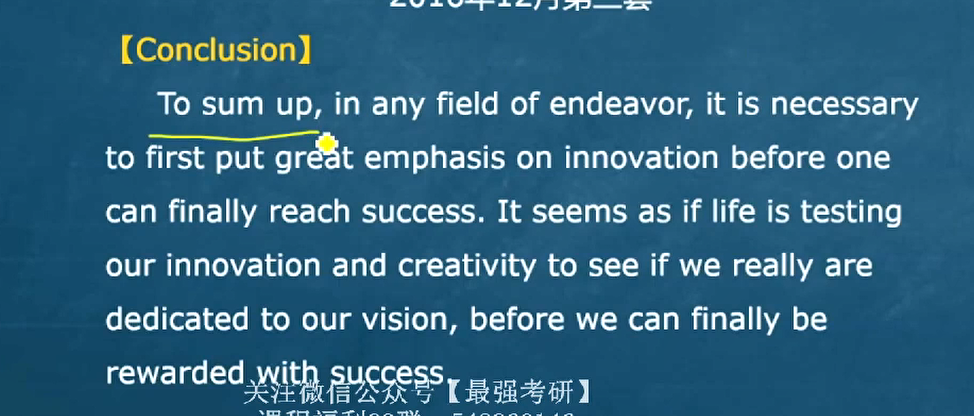 2016年12月第二套
【Conclusion】
To sum up, in any field of endeavor, it is necessary
to first put great emphasis on innovation before one
can finally reach success. It seems as if life is testing
our innovation and creativity to see if we really are
dedicated to our vision, before we can finally be
rewarded with success.
关注微信公众号【最强考研】